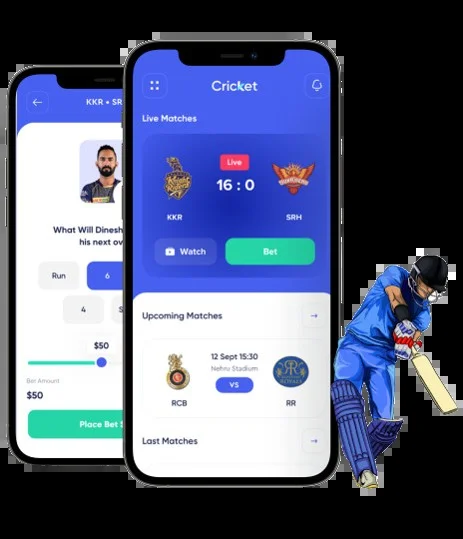 KKR • SR
What Will Dinesh
his next ov
Run
6
4
S
$50
Bet Amount
$50
Place Bet
Cricket
Live Matches
Live
16 : 0
KKR
SRH
Watch
Bet
Upcoming Matches
12 Sept 15:30
Nehru Stadium
VS
RCB
RR
Last Matches